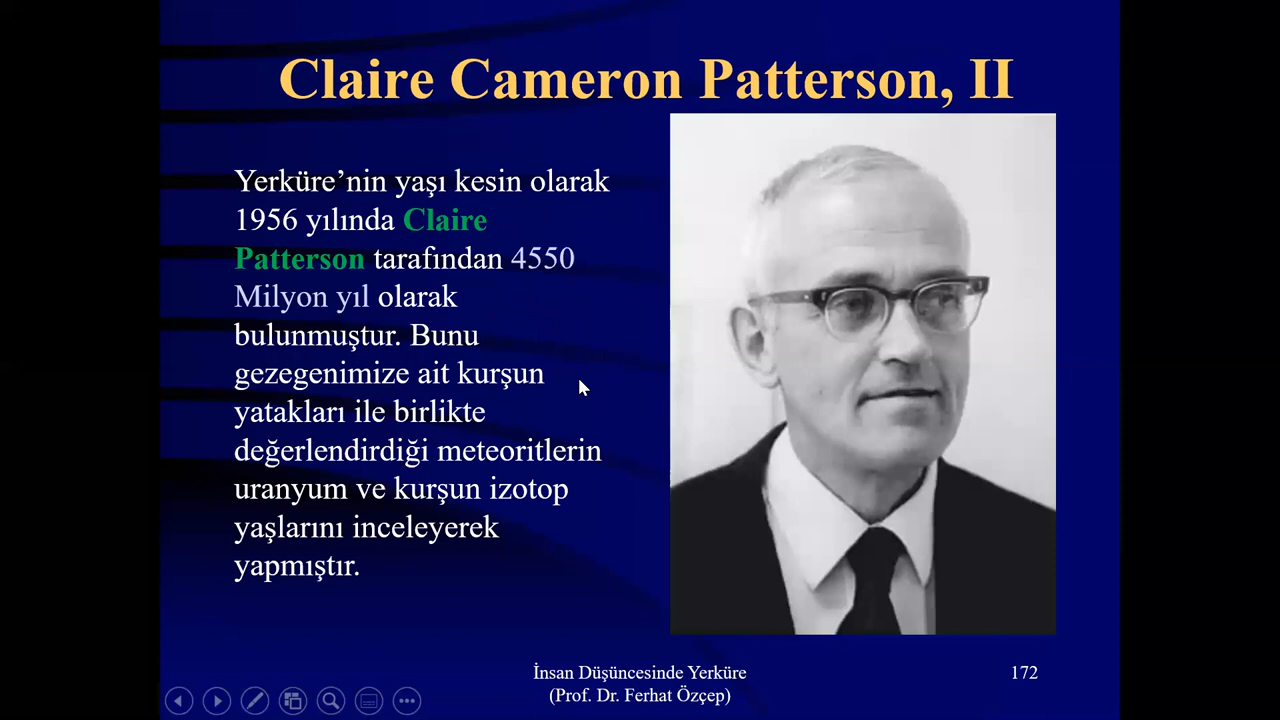 Claire Cameron Patterson, II
Yerküre’nin yaşı kesin olarak
1956 yılında Claire
Patterson tarafından 4550
Milyon yıl olarak
bulunmuştur. Bunu
gezegenimize ait kurşun
yatakları ile birlikte
değerlendirdiği meteoritlerin
uranyum ve kurşun izotop
yaşlarını inceleyerek
yapmıştır.
İnsan Düşüncesinde Yerküre
(Prof. Dr. Ferhat Özçep)
172